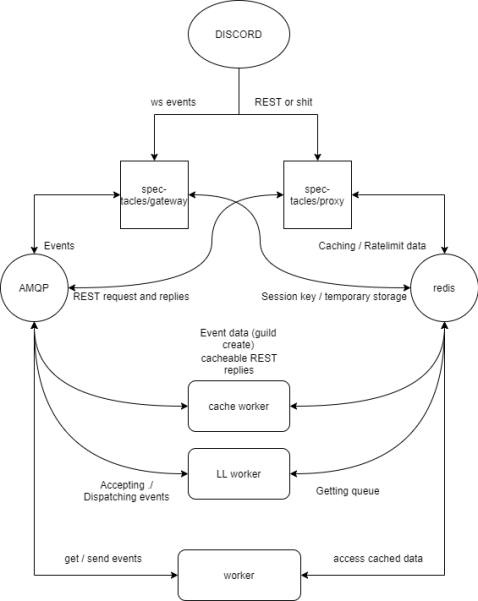 DISCORD
ws events
REST or shit
spec-
tacles/gateway
spec-
tacles/proxy
Events
Caching / Ratelimit data
AMQP
REST request and replies
Session key / temporary storage
redis
Event data (guild
create)
cacheable REST
replies
cache worker
LL worker
Accepting ./
Dispatching events
Getting queue
get / send events
access cached data
worker